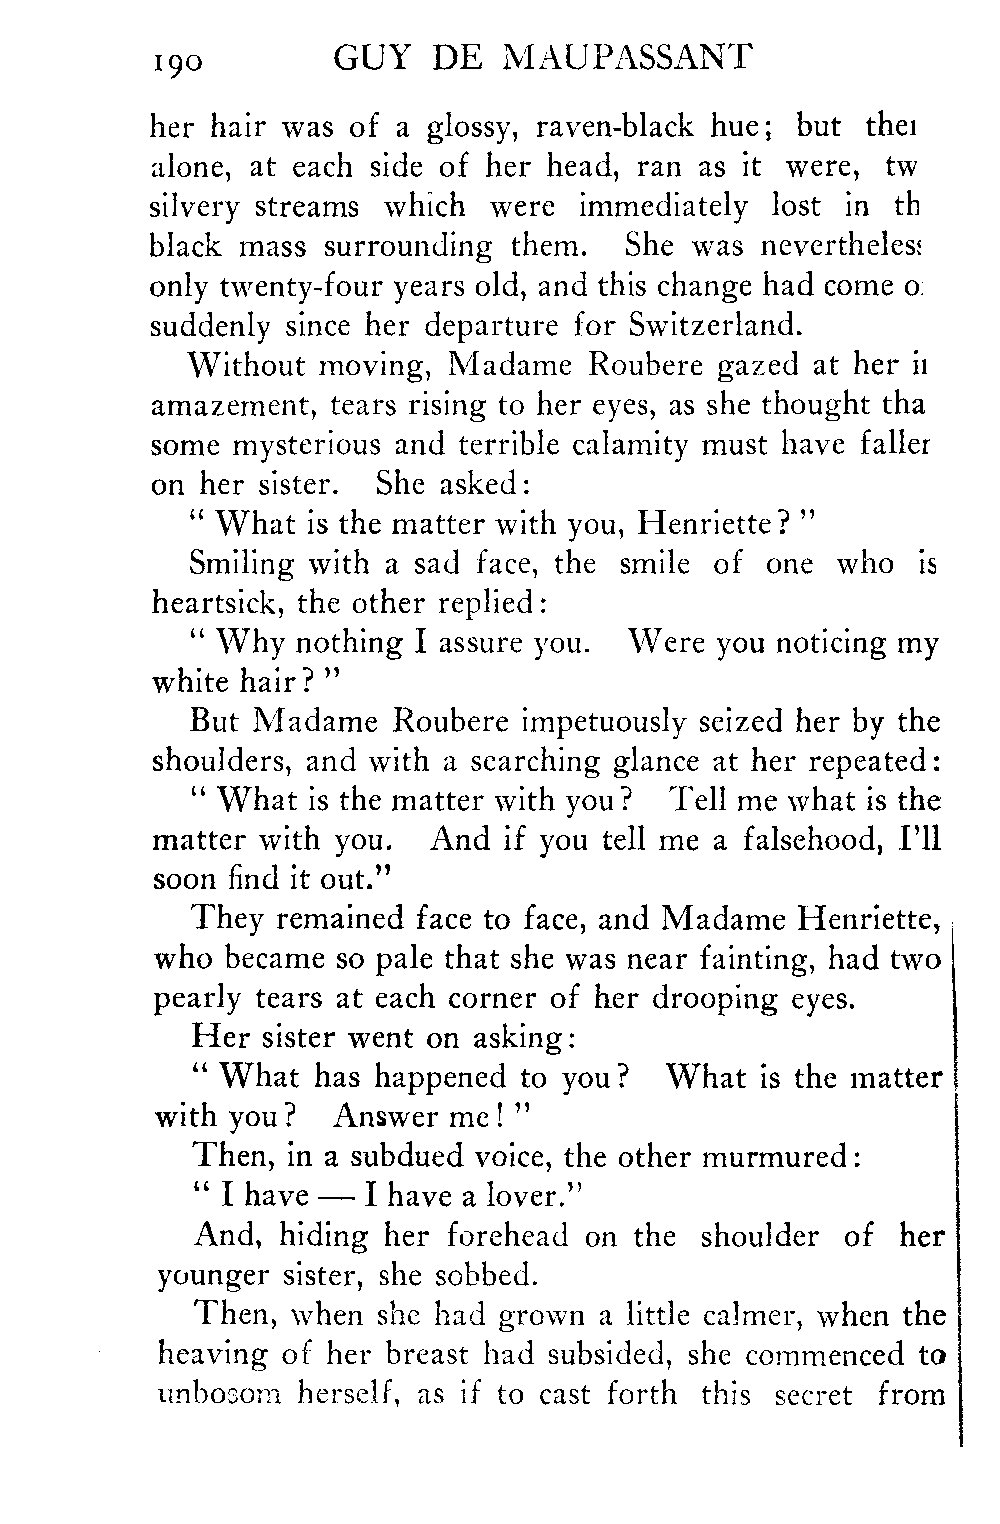 190 GUY DE MAUPASSANT
her hair was of a glossy, raven-black hue; but
alone, at each side of her head, ran as it were, tw
silvery streams which were immediately lost in th
black mass surrounding them. She was nevertheless
only twenty-four years old, and this change had come o
suddenly since her departure for Switzerland.
Without moving, Madame Roubere gazed at her
amazement, tears rising to her eyes, as she thought tha
some mysterious and terrible calamity must have
on her sister. She asked:
" What is the matter with you, Henriette? "
Smiling with a sad face, the smile of one who is
heartsick, the other replied:
" Why nothing I assure you. Were you noticing my
white hair? "
But Madame Roubere impetuously seized her by the
shoulders, and with a searching glance at her repeated:
" What is the matter with you? Tell me what is the
matter with you. And if you tell me a falsehood, I'll
soon find it out."
They remained face to face, and Madame Henriette,
who became so pale that she was near fainting, had two
pearly tears at each corner of her drooping eyes.
Her sister went on asking:
" What has happened to you? What is the matter
with you? Answer me! "
Then, in a subdued voice, the other murmured:
" I have — I have a lover."
And, hiding her forehead on the shoulder of her
younger sister, she sobbed.
Then, when she had grown a little calmer, when the
heaving of her breast had subsided, she commenced to
unbosom herself, as if to cast forth this secret from